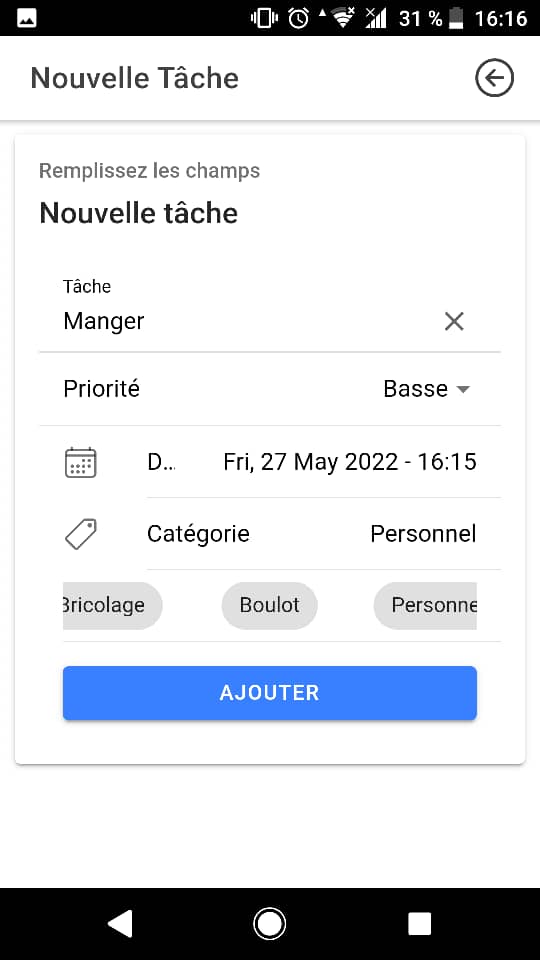 31 % 16:16
Nouvelle Tâche
Remplissez les champs
Nouvelle tâche
Tâche
Manger
Priorité Basse
D... Fri, 27 May 2022 - 16:15
Catégorie Personnel
Bricolage Boulot Personne
AJOUTER